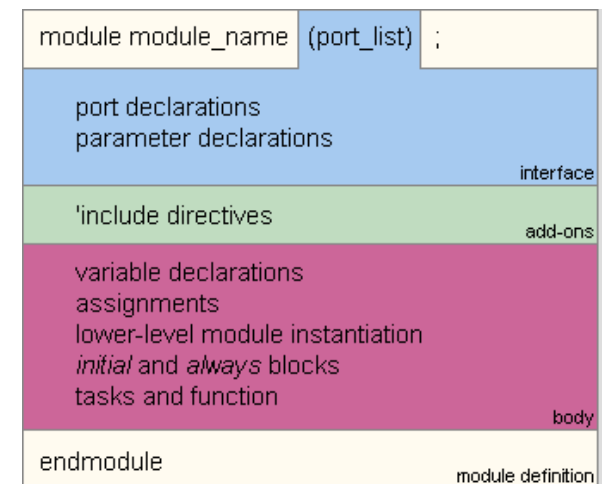 module module_name (port_list) ;
port declarations
parameter declarations
interface
'include directives
add-ons
variable declarations
assignments
lower-level module instantiation
initial and always blocks
tasks and function
body
endmodule
module definition